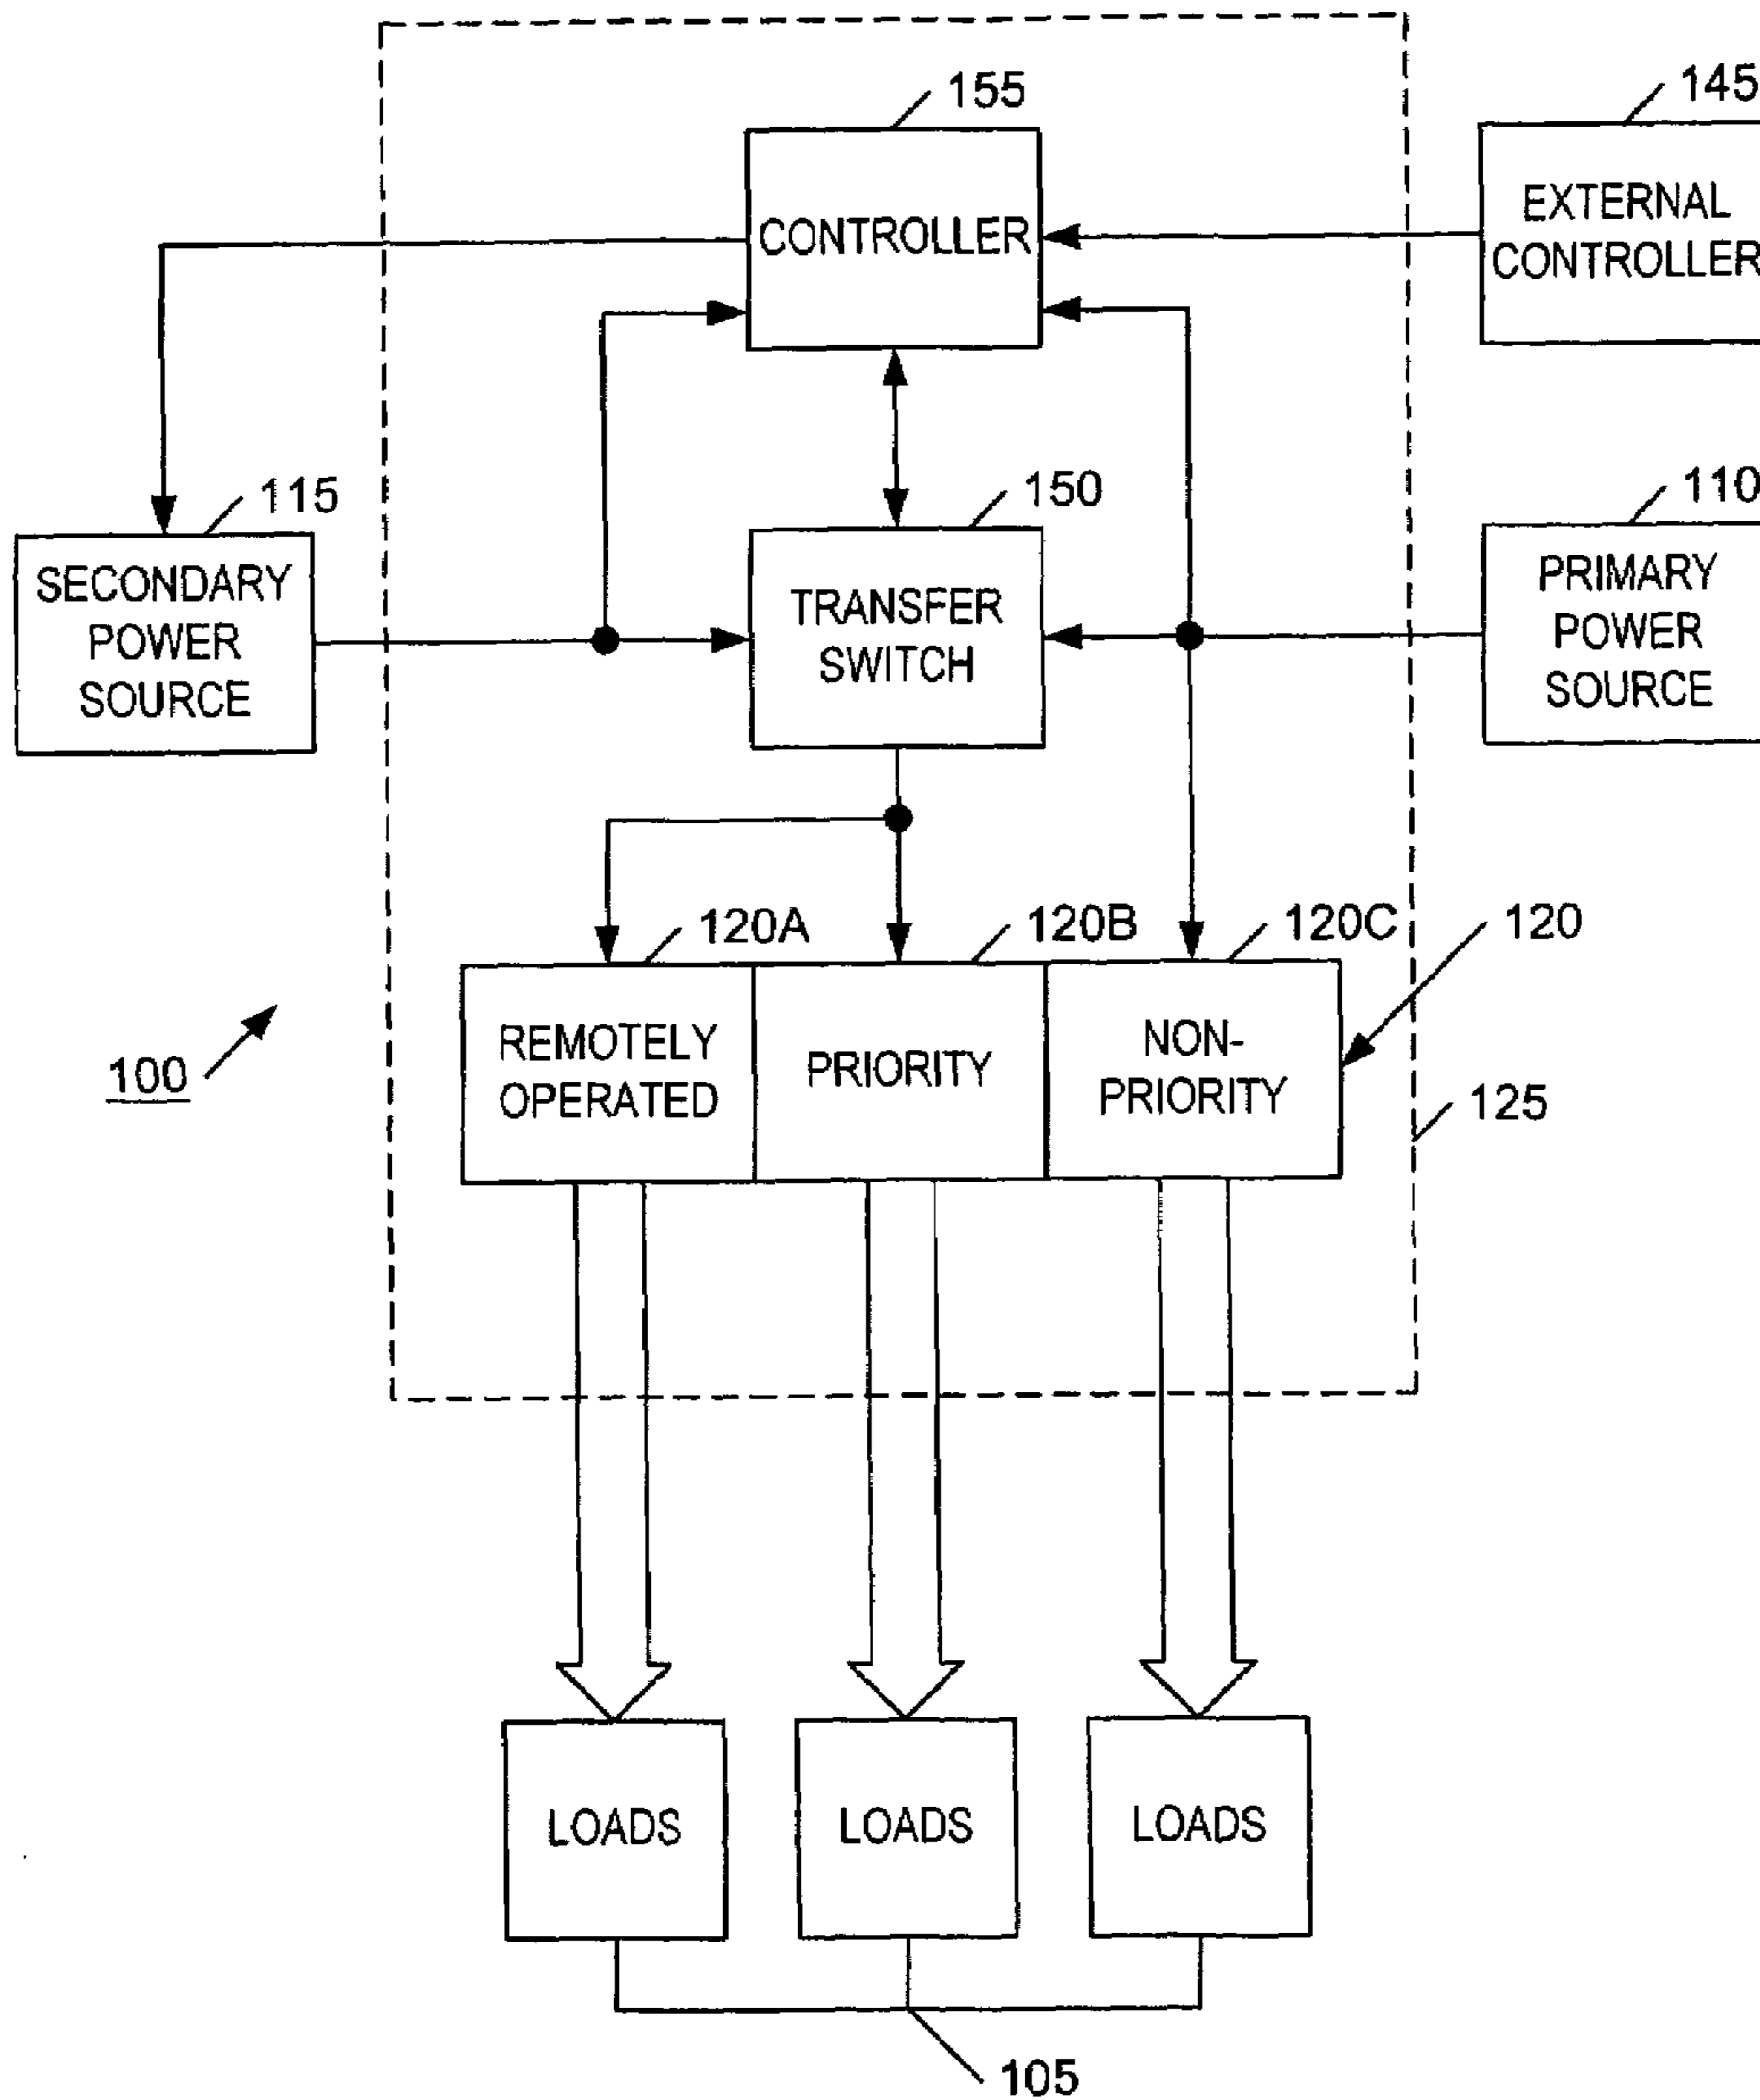 155
145
CONTROLLER
EXTERNAL
CONTROLLER
115
150
110
SECONDARY
POWER
SOURCE
TRANSFER
SWITCH
PRIMARY
POWER
SOURCE
120A
120B
120C
120
REMOTELY
OPERATED
PRIORITY
NON-
PRIORITY
100
125
LOADS
LOADS
LOADS
105